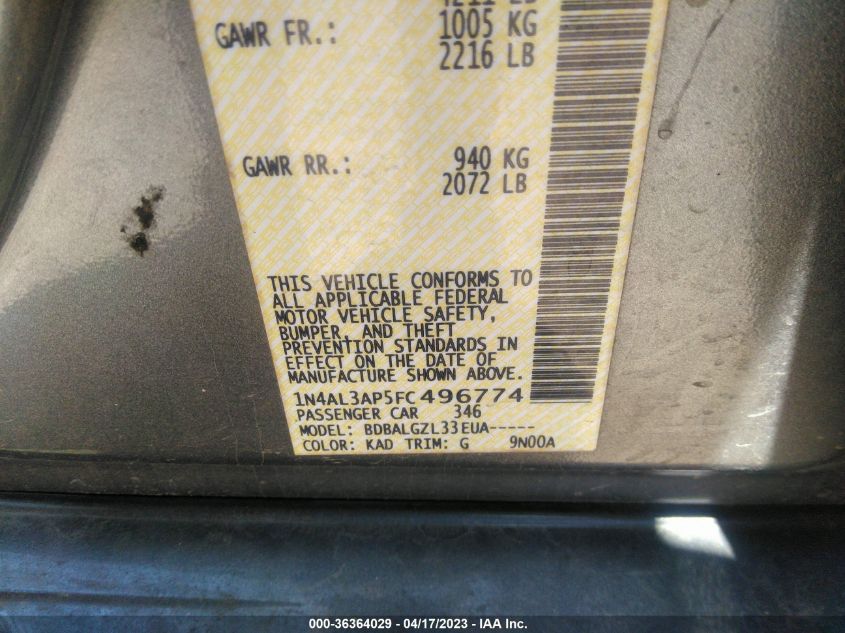 GAWR FR.: 1005 KG
2216 LB
GAWR RR.: 940 KG
2072 LB
THIS VEHICLE CONFORMS TO
ALL APPLICABLE FEDERAL
MOTOR VEHICLE SAFETY,
BUMPER, AND THEFT
PREVENTION STANDARDS IN
EFFECT ON THE DATE OF
MANUFACTURE SHOWN ABOVE.
1N4AL3AP5FC496774
PASSENGER CAR 346
MODEL: BDBALGZL33EUA-----
COLOR: KAD TRIM: G 9N00A
000-36364029 - 04/17/2023 - IAA Inc.